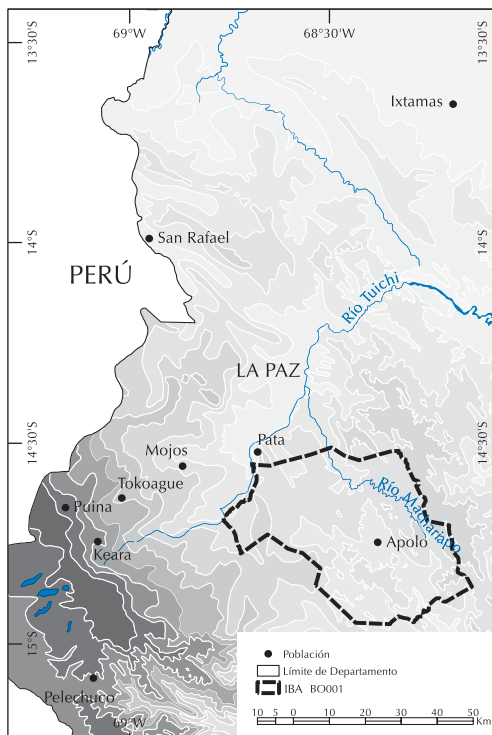 69°W
68°30'W
13°30'S
13°30'S
Ixtamas
14°S
14°S
San Rafael
PERÚ
Río Tuichi
LA PAZ
14°30'S
14°30'S
Pata
Mojos
Tokoague
Río Machariapo
Puina
Keara
Apolo
15°S
Pelechuco
69°W
Población
Límite de Departamento
IBA BO001
10 5 0 10 20 30 40 50
Km